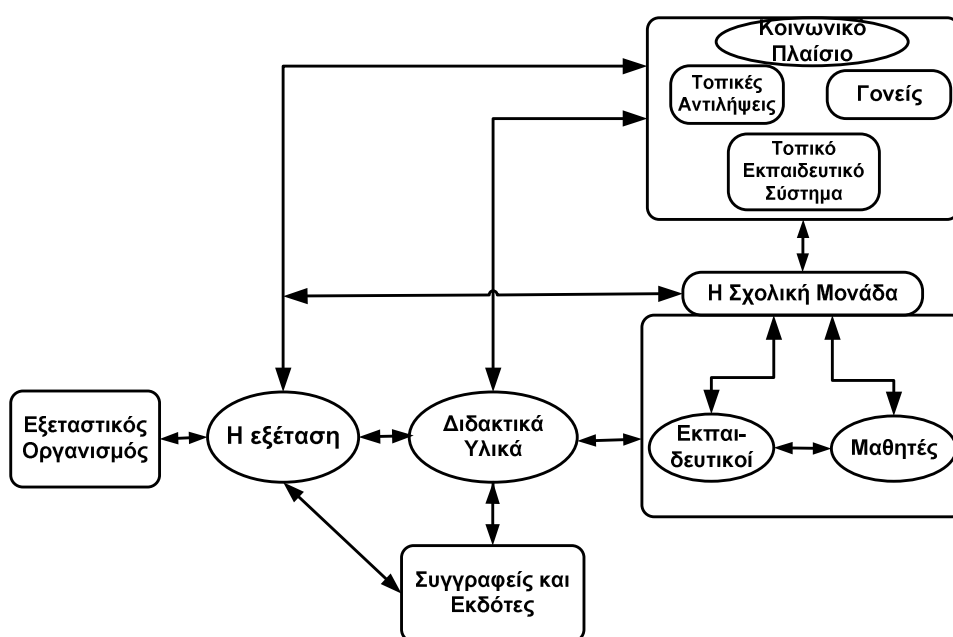 Κοινωνικό
Πλαίσιο
Τοπικές
Αντιλήψεις
Γονείς
Τοπικό
Εκπαιδευτικό
Σύστημα
Η Σχολική Μονάδα
Εξεταστικός
Οργανισμός
Η εξέταση
Διδακτικά
Υλικά
Εκπαι-
δευτικοί
Μαθητές
Συγγραφείς και
Εκδότες